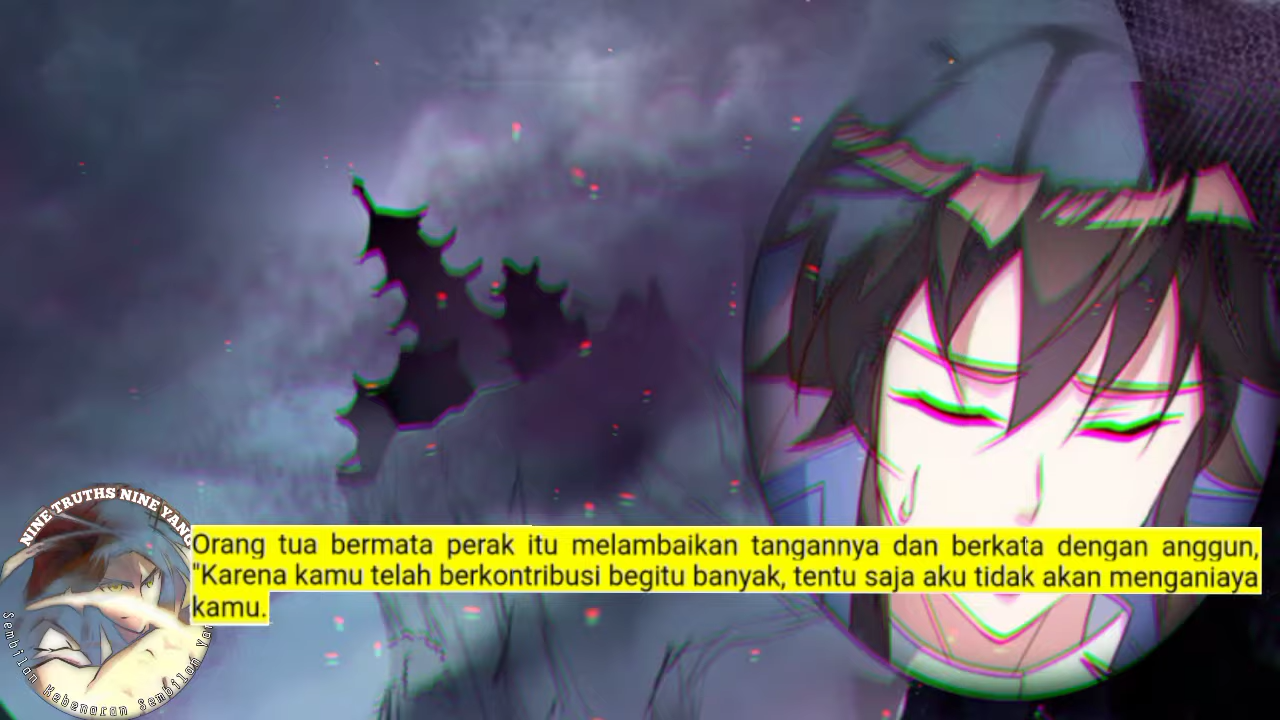 NINE TRUTHS NINE YANG
Orang tua bermata perak itu melambaikan tangannya dan berkata dengan anggun,
"Karena kamu telah berkontribusi begitu banyak, tentu saja aku tidak akan menganiaya
kamu.
Sembilan Kebenaran Sembilan